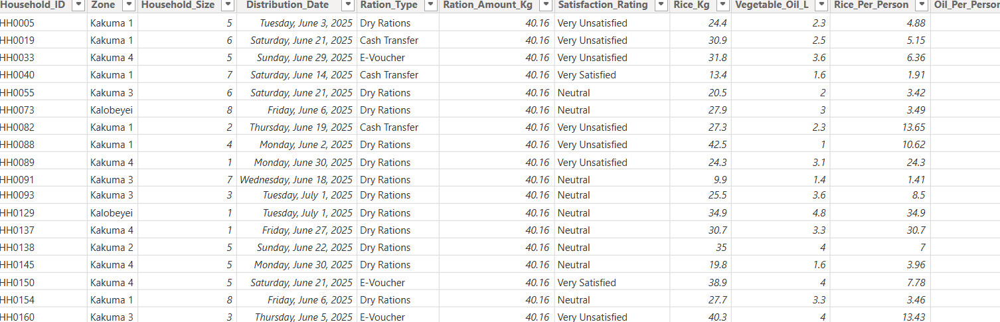 Household_ID Zone Household_Size Distribution_Date Ration_Type Ration_Amount_Kg Satisfaction_Rating Rice_Kg Vegetable_Oil_L Rice_Per_Person Oil_Per_Person
HH0005 Kakuma 1 5 Tuesday, June 3, 2025 Dry Rations 40.16 Very Unsatisfied 24.4 2.3 4.88
HH0019 Kakuma 1 6 Saturday, June 21, 2025 Cash Transfer 40.16 Very Unsatisfied 30.9 2.5 5.15
HH0033 Kakuma 4 5 Sunday, June 29, 2025 E-Voucher 40.16 Very Unsatisfied 31.8 3.6 6.36
HH0040 Kakuma 1 7 Saturday, June 14, 2025 Cash Transfer 40.16 Very Satisfied 13.4 1.6 1.91
HH0055 Kakuma 3 6 Saturday, June 21, 2025 Dry Rations 40.16 Neutral 20.5 2 3.42
HH0073 Kalobeyei 8 Friday, June 6, 2025 Dry Rations 40.16 Neutral 27.9 3 3.49
HH0082 Kakuma 1 2 Thursday, June 19, 2025 Cash Transfer 40.16 Very Unsatisfied 27.3 2.3 13.65
HH0088 Kakuma 1 4 Monday, June 2, 2025 Dry Rations 40.16 Very Unsatisfied 42.5 1 10.62
HH0089 Kakuma 4 1 Monday, June 30, 2025 Dry Rations 40.16 Very Unsatisfied 24.3 3.1 24.3
HH0091 Kakuma 3 7 Wednesday, June 18, 2025 Dry Rations 40.16 Neutral 9.9 1.4 1.41
HH0093 Kakuma 3 3 Tuesday, July 1, 2025 Dry Rations 40.16 Neutral 25.5 3.6 8.5
HH0129 Kalobeyei 1 Tuesday, July 1, 2025 Dry Rations 40.16 Neutral 34.9 4.8 34.9
HH0137 Kakuma 4 1 Friday, June 27, 2025 Dry Rations 40.16 Neutral 30.7 3.3 30.7
HH0138 Kakuma 2 5 Sunday, June 22, 2025 Dry Rations 40.16 Neutral 35 4 7
HH0145 Kakuma 4 5 Monday, June 30, 2025 Dry Rations 40.16 Neutral 19.8 1.6 3.96
HH0150 Kakuma 4 5 Saturday, June 21, 2025 E-Voucher 40.16 Very Satisfied 38.9 4 7.78
HH0154 Kakuma 1 8 Friday, June 6, 2025 Dry Rations 40.16 Neutral 27.7 3.3 3.46
HH0160 Kakuma 3 3 Thursday, June 5, 2025 E-Voucher 40.16 Very Unsatisfied 40.3 4 13.43